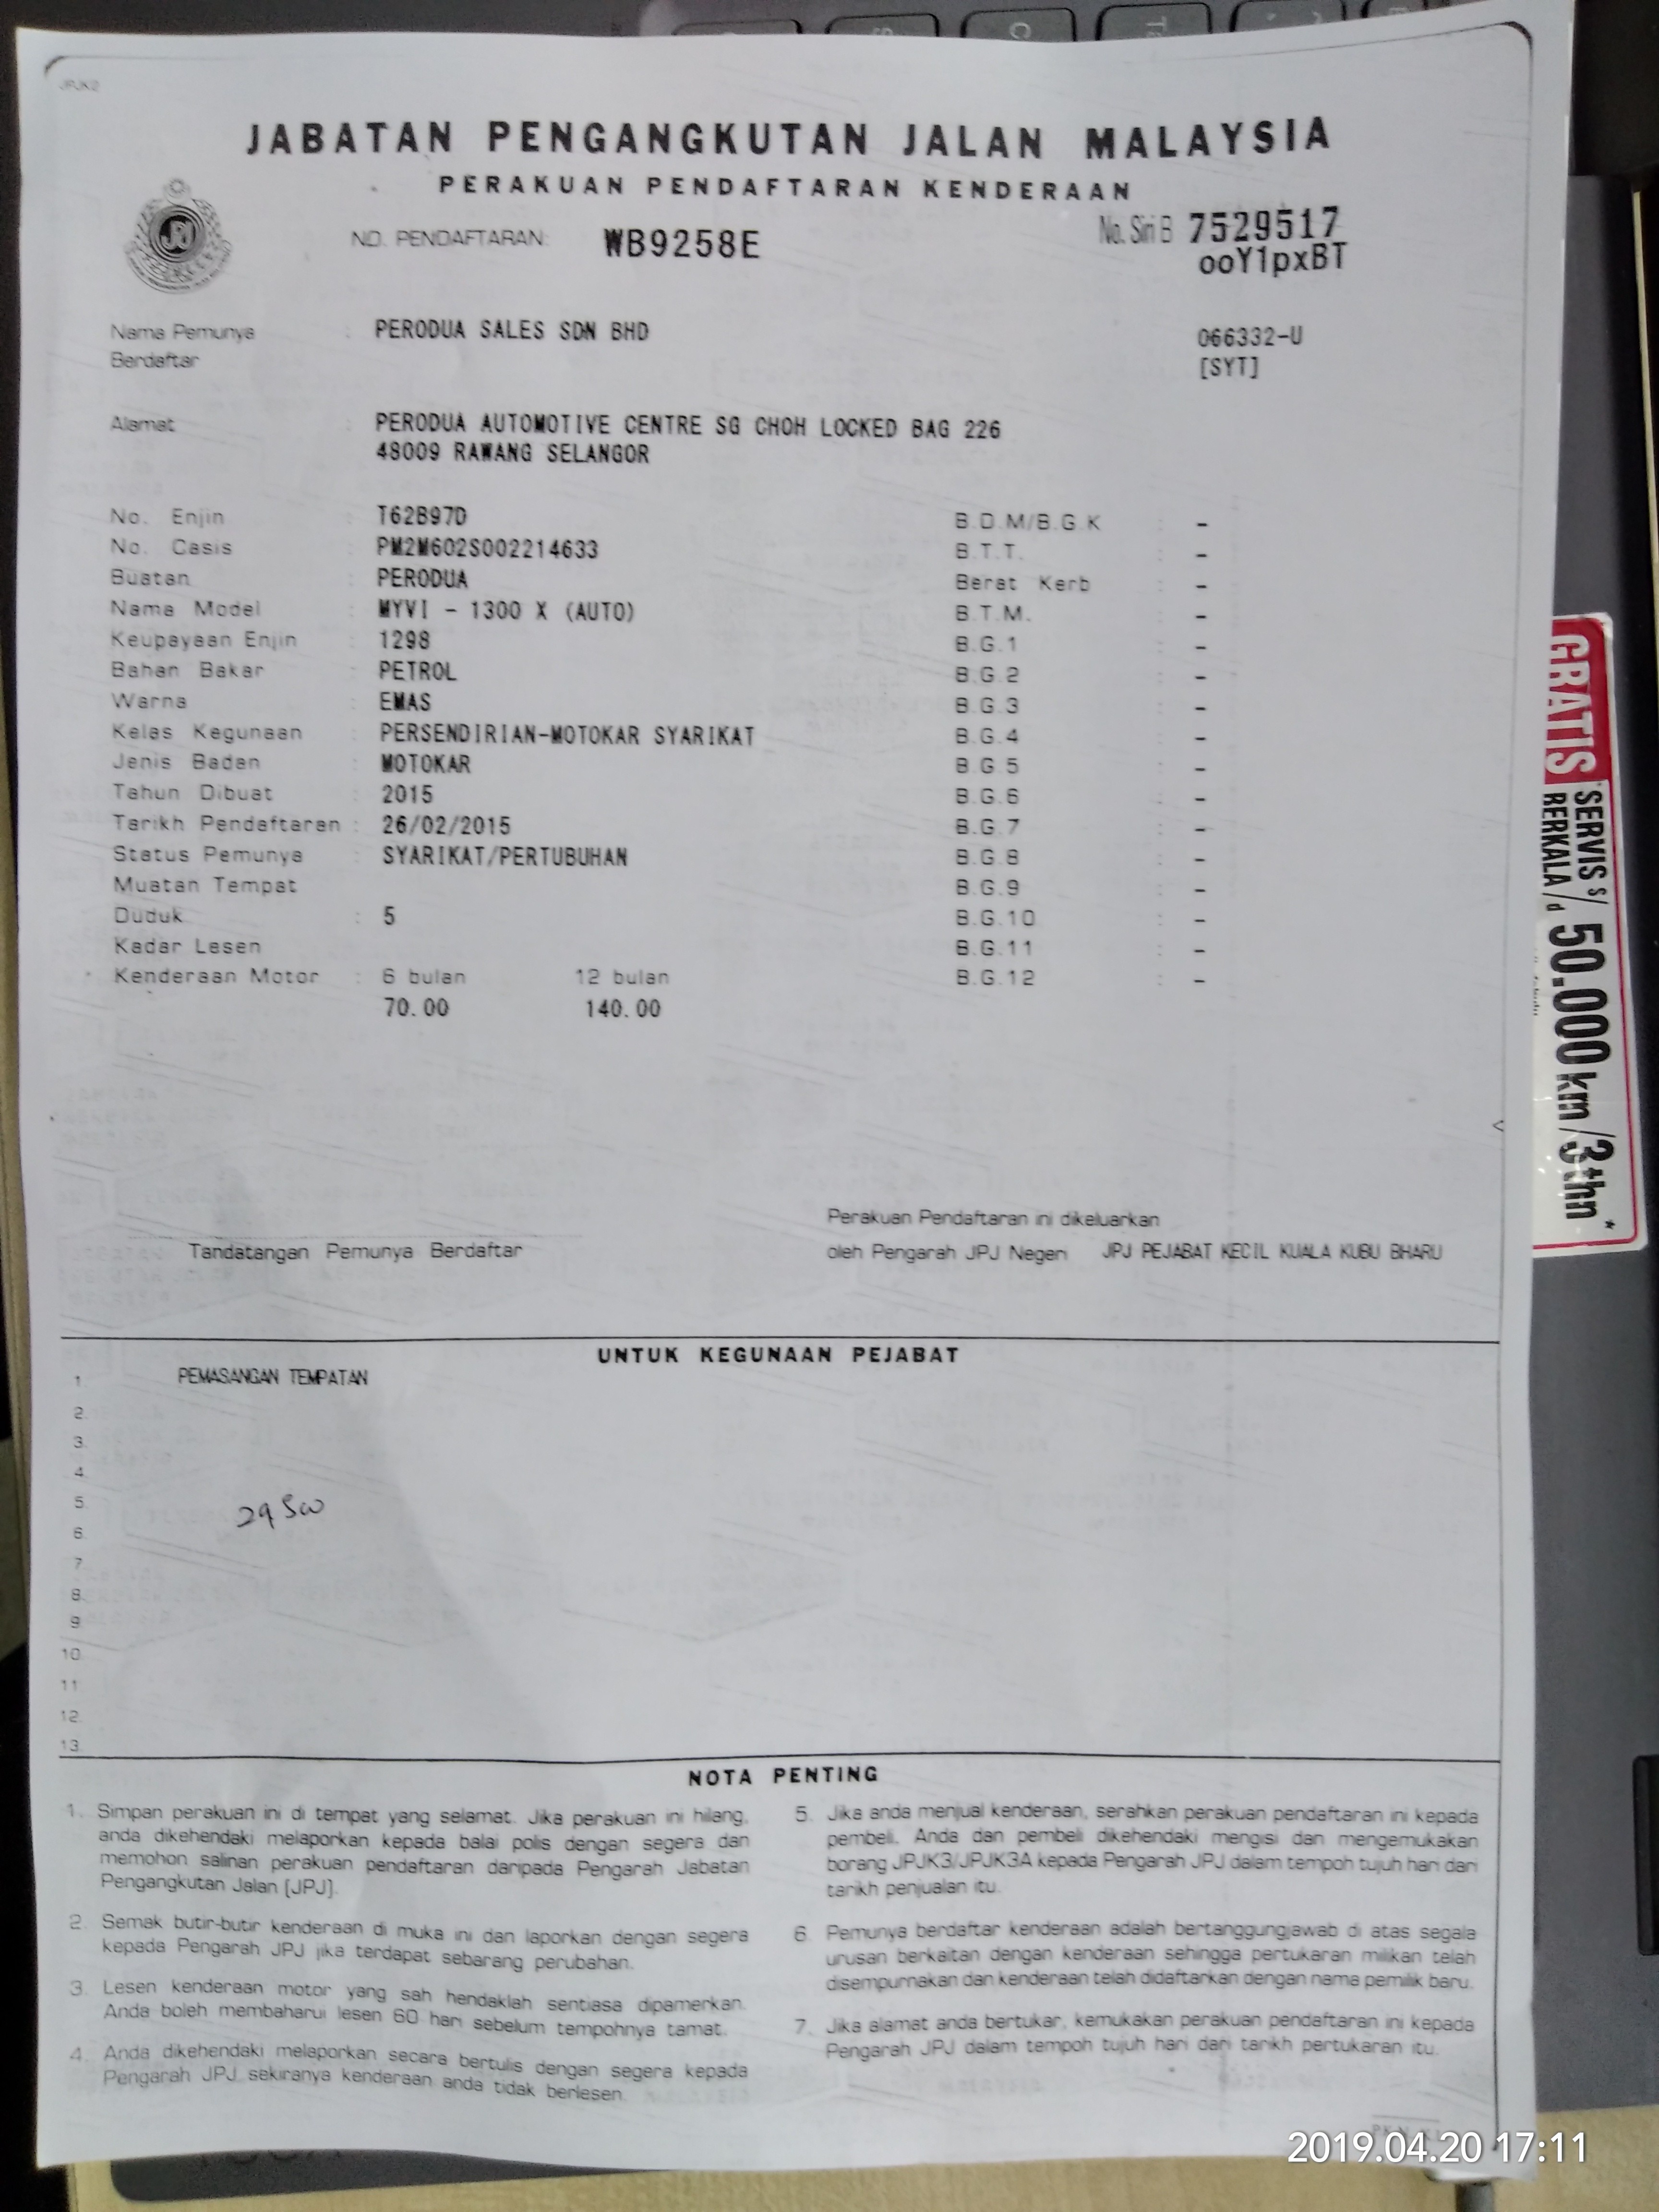 JPJK2
JABATAN PENGANGKUTAN JALAN MALAYSIA
PERAKUAN PENDAFTARAN KENDERAAN
NO. PENDAFTARAN: WB9258E
No. Siri B 7529517
ooY1pxBT
Nama Pemunya : PERODUA SALES SDN BHD 066332-U
Berdaftar [SYT]
Alamat : PERODUA AUTOMOTIVE CENTRE SG CHOH LOCKED BAG 226
48009 RAWANG SELANGOR
No. Enjin : T62B97D B.D.M/B.G.K : -
No. Casis : PM2M602S002214633 B.T.T. : -
Buatan : PERODUA Berat Kerb : -
Nama Model : MYVI - 1300 X (AUTO) B.T.M. : -
Keupayaan Enjin : 1298 B.G.1 : -
Bahan Bakar : PETROL B.G.2 : -
Warna : EMAS B.G.3 : -
Kelas Kegunaan : PERSENDIRIAN-MOTOKAR SYARIKAT B.G.4 : -
Jenis Badan : MOTOKAR B.G.5 : -
Tahun Dibuat : 2015 B.G.6 : -
Tarikh Pendaftaran : 26/02/2015 B.G.7 : -
Status Pemunya : SYARIKAT/PERTUBUHAN B.G.8 : -
Muatan Tempat B.G.9 : -
Duduk : 5 B.G.10 : -
Kadar Lesen B.G.11 : -
Kenderaan Motor : 6 bulan 12 bulan B.G.12 : -
70.00 140.00
Perakuan Pendaftaran ini dikeluarkan
Tandatangan Pemunya Berdaftar oleh Pengarah JPJ Negeri JPJ PEJABAT KECIL KUALA KUBU BHARU
UNTUK KEGUNAAN PEJABAT
1 PEMASANGAN TEMPATAN
2.
3.
4.
5.
6.
7.
8.
9.
10.
11.
12.
13.
NOTA PENTING
1. Simpan perakuan ini di tempat yang selamat. Jika perakuan ini hilang,
anda dikehendaki melaporkan kepada balai polis dengan segera dan
memohon salinan perakuan pendaftaran daripada Pengarah Jabatan
Pengangkutan Jalan (JPJ).
2. Semak butir-butir kenderaan di muka ini dan laporkan dengan segera
kepada Pengarah JPJ jika terdapat sebarang perubahan.
3. Lesen kenderaan motor yang sah hendaklah sentiasa dipamerkan.
Anda boleh membaharui lesen 60 hari sebelum tempohnya tamat.
4. Anda dikehendaki melaporkan secara bertulis dengan segera kepada
Pengarah JPJ sekiranya kenderaan anda tidak berlesen.
5. Jika anda menjual kenderaan, serahkan perakuan pendaftaran ini kepada
pembeli. Anda dan pembeli dikehendaki mengisi dan mengemukakan
borang JPJK3/JPJK3A kepada Pengarah JPJ dalam tempoh tujuh hari dari
tarikh penjualan itu.
6. Pemunya berdaftar kenderaan adalah bertanggungjawab di atas segala
urusan berkaitan dengan kenderaan sehingga pertukaran milikan telah
disempurnakan dan kenderaan telah didaftarkan dengan nama pemilik baru.
7. Jika alamat anda bertukar, kemukakan perakuan pendaftaran ini kepada
Pengarah JPJ dalam tempoh tujuh hari dari tarikh pertukaran itu.
GRATIS SERVIS S/
BERKALA/d 50.000 km/3thn*
2019.04.20 17:11